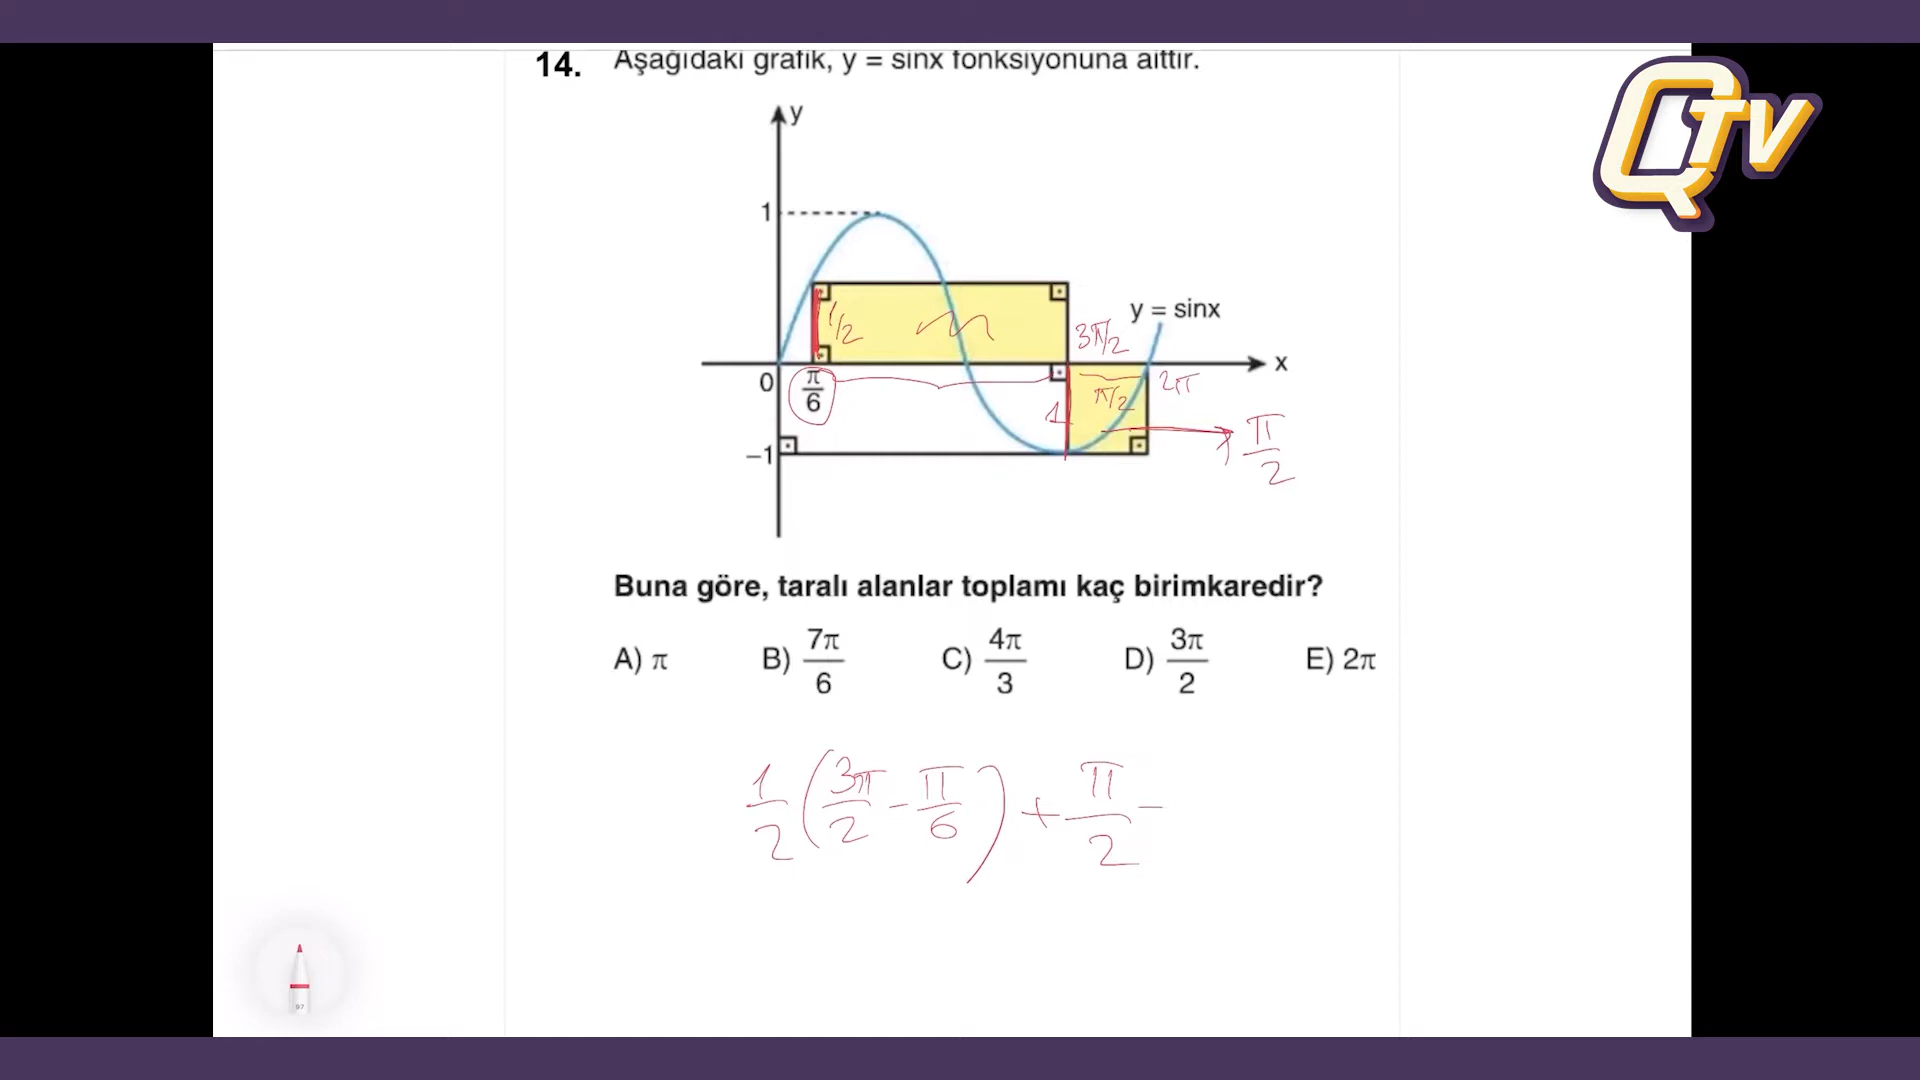 14. Aşağıdaki grafik, y = sinx fonksiyonuna aittir.
y
1
1/2
y = sinx
3π/2
x
0
π/6
π/2
2π
1
π/2
−1
Buna göre, taralı alanlar toplamı kaç birimkaredir?
A) π B) 7π/6 C) 4π/3 D) 3π/2 E) 2π
1/2 (3π/2 - π/6) + π/2 -
97
QTV